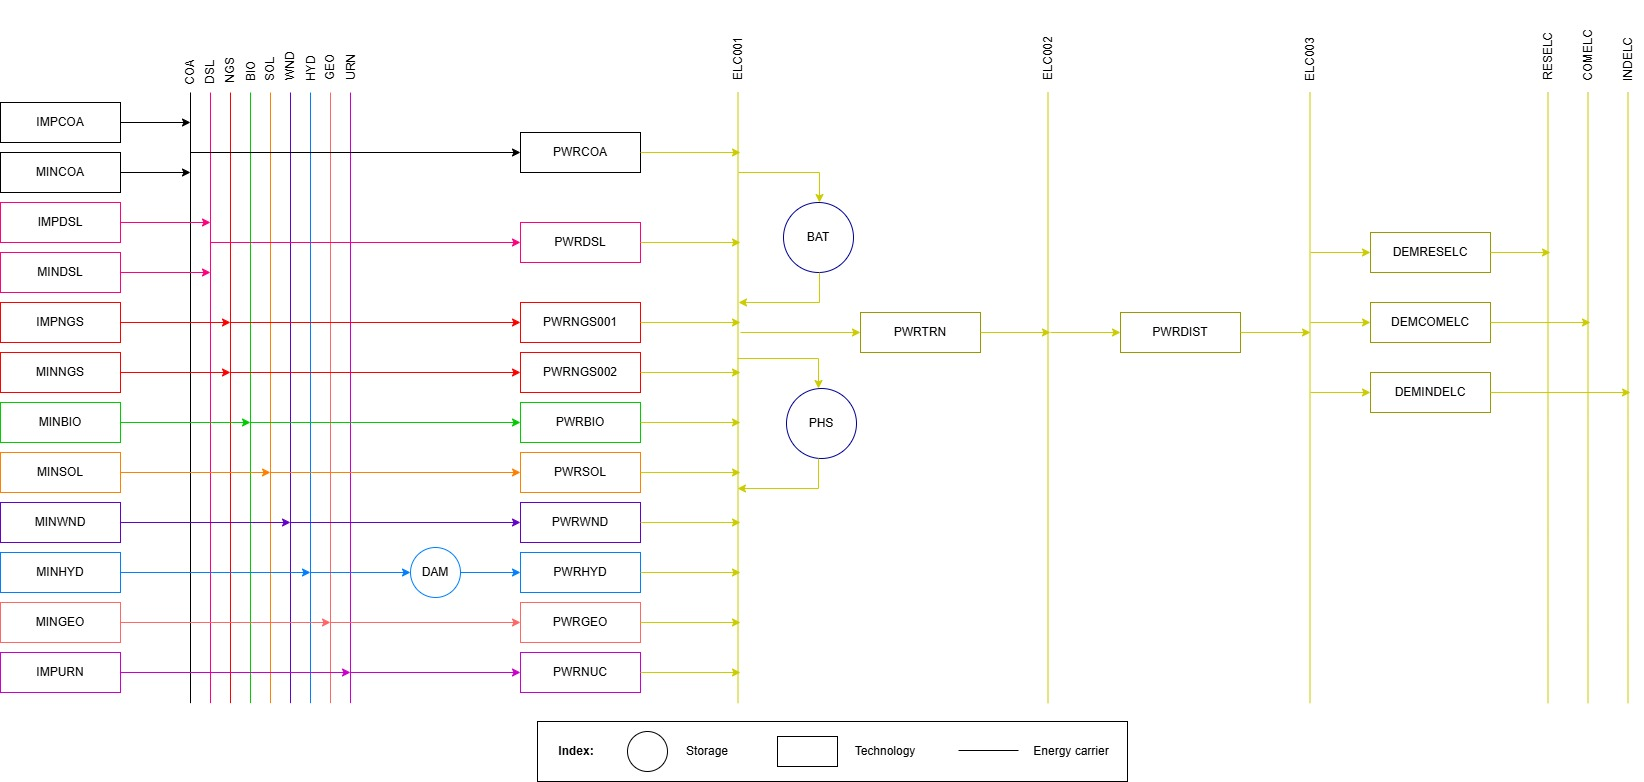 COA
DSL
NGS
BIO
SOL
WND
HYD
GEO
URN
ELC001
ELC002
ELC003
RESELC
COMELC
INDELC
IMPCOA
MINCOA
IMPDSL
MINDSL
IMPNGS
MINNGS
MINBIO
MINSOL
MINWND
MINHYD
MINGEO
IMPURN
DAM
PWRCOA
PWRDSL
PWRNGS001
PWRNGS002
PWRBIO
PWRSOL
PWRWND
PWRHYD
PWRGEO
PWRNUC
BAT
PHS
PWRTRN
PWRDIST
DEMRESELC
DEMCOMELC
DEMINDELC
Index: Storage Technology Energy carrier